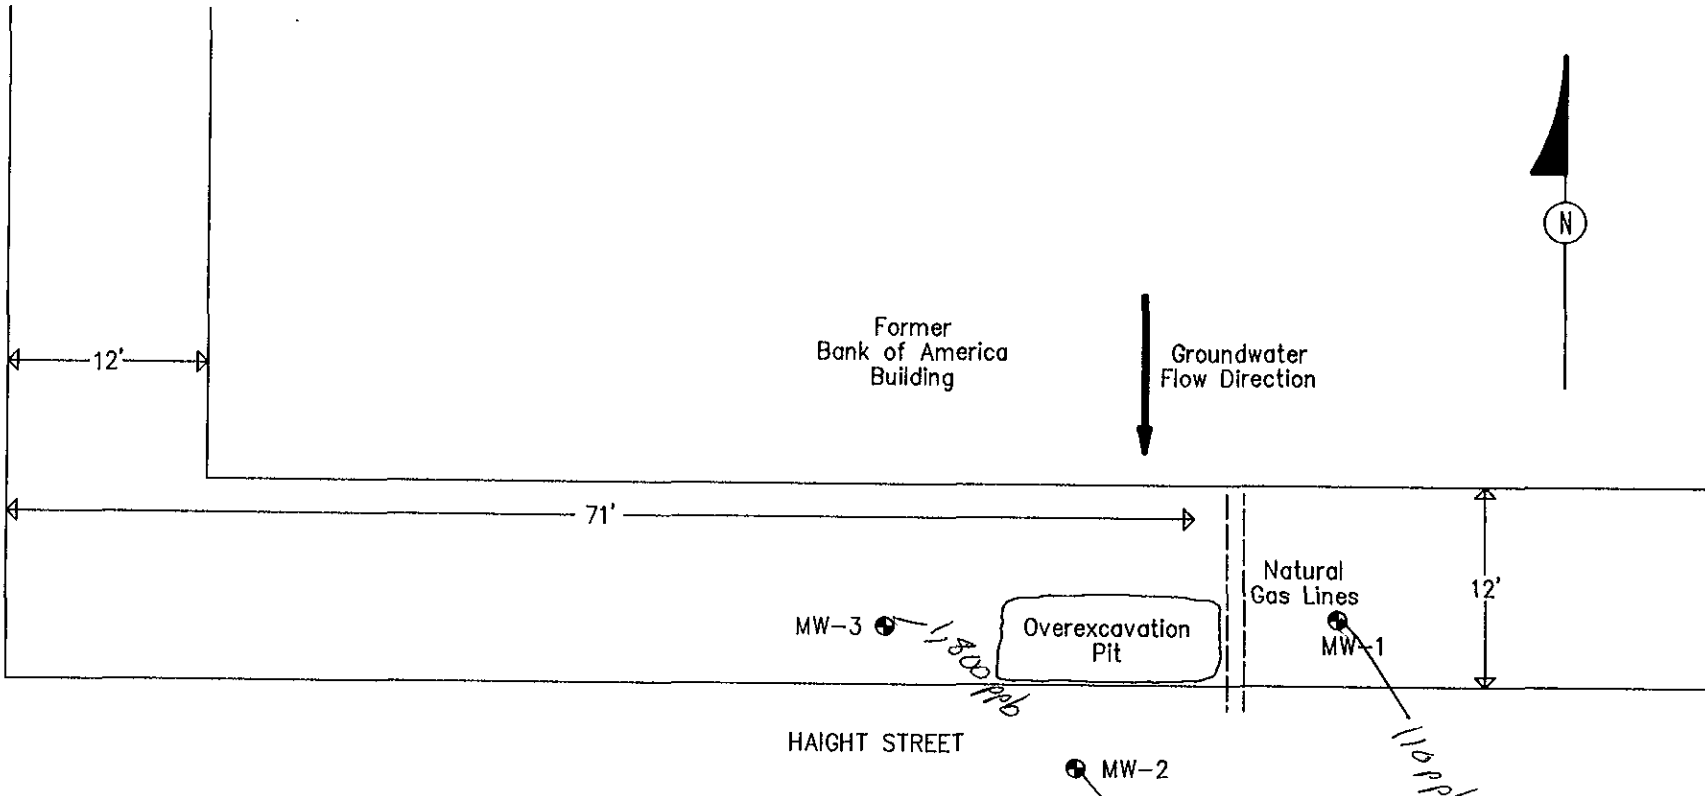 N
Former
Bank of America
Building
Groundwater
Flow Direction
12'
71'
Natural
Gas Lines
12'
MW-3
Overexcavation
Pit
MW-1
1,800 ppb
HAIGHT STREET
MW-2